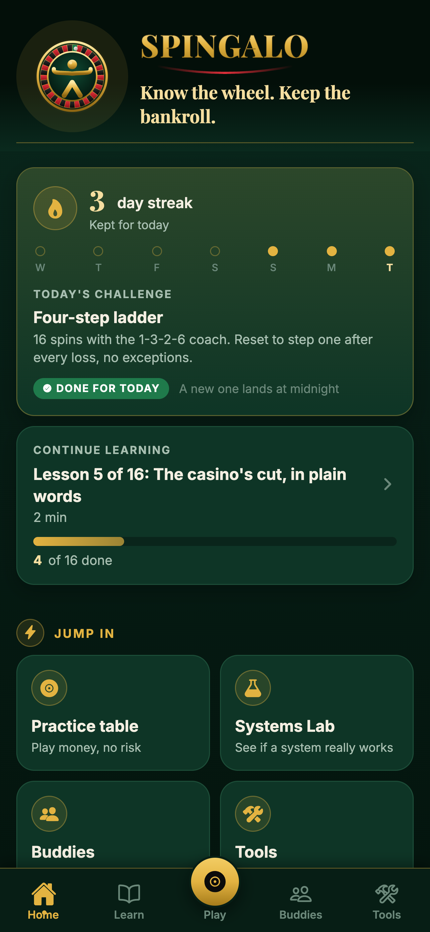 SPINGALO
Know the wheel. Keep the
bankroll.
3 day streak
Kept for today
W T F S S M T
TODAY'S CHALLENGE
Four-step ladder
16 spins with the 1-3-2-6 coach. Reset to step one after
every loss, no exceptions.
DONE FOR TODAY A new one lands at midnight
CONTINUE LEARNING
Lesson 5 of 16: The casino's cut, in plain
words
2 min
4 of 16 done
JUMP IN
Practice table
Play money, no risk
Systems Lab
See if a system really works
Buddies
Tools
Home Learn Play Buddies Tools